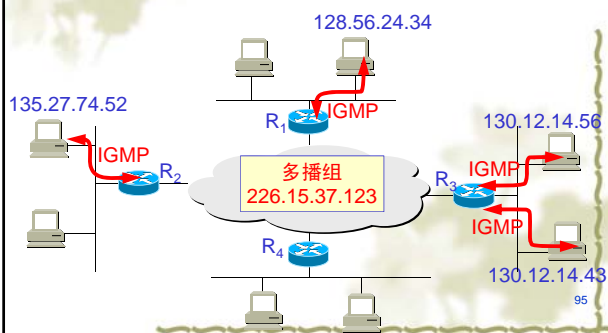 128.56.24.34
135.27.74.52
IGMP
R1
130.12.14.56
IGMP
R2
多播组
226.15.37.123
R3
IGMP
IGMP
R4
130.12.14.43
95